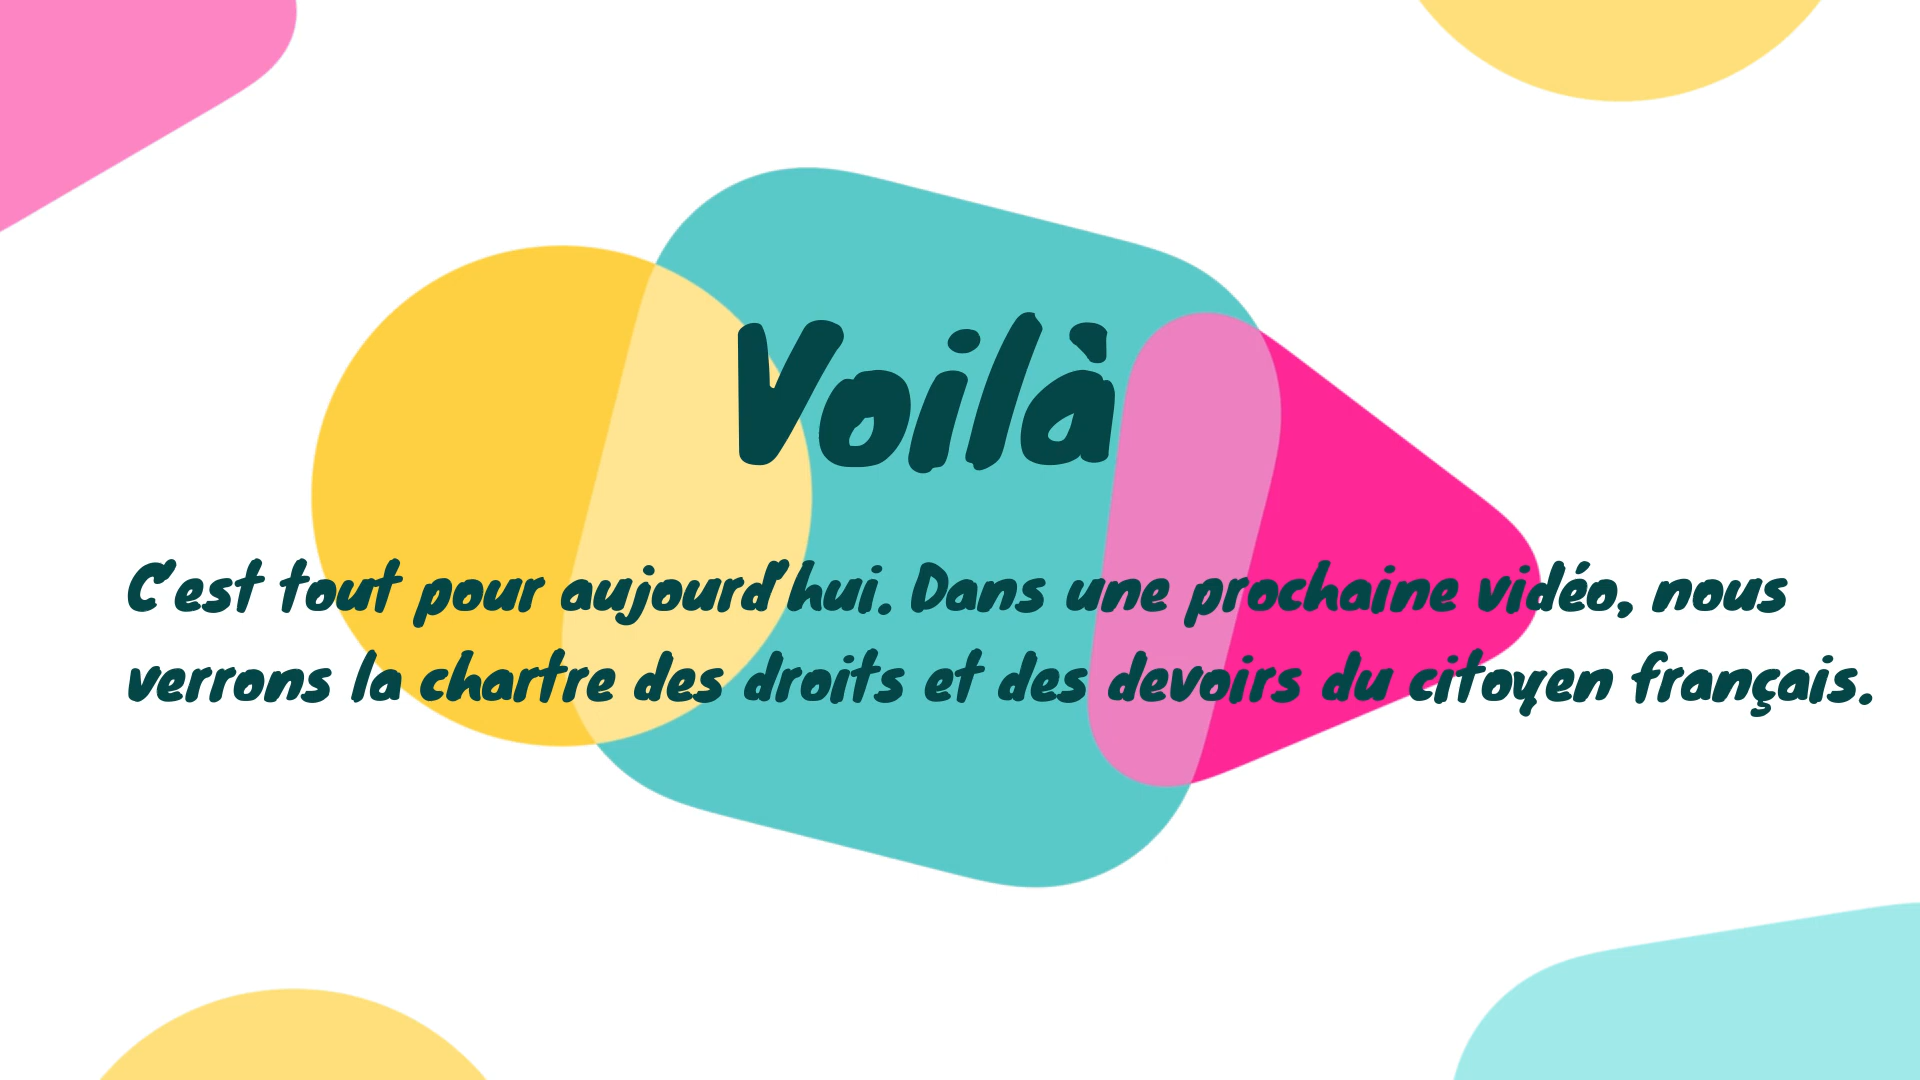 Voilà
C'est tout pour aujourd'hui. Dans une prochaine vidéo, nous
verrons la chartre des droits et des devoirs du citoyen français.